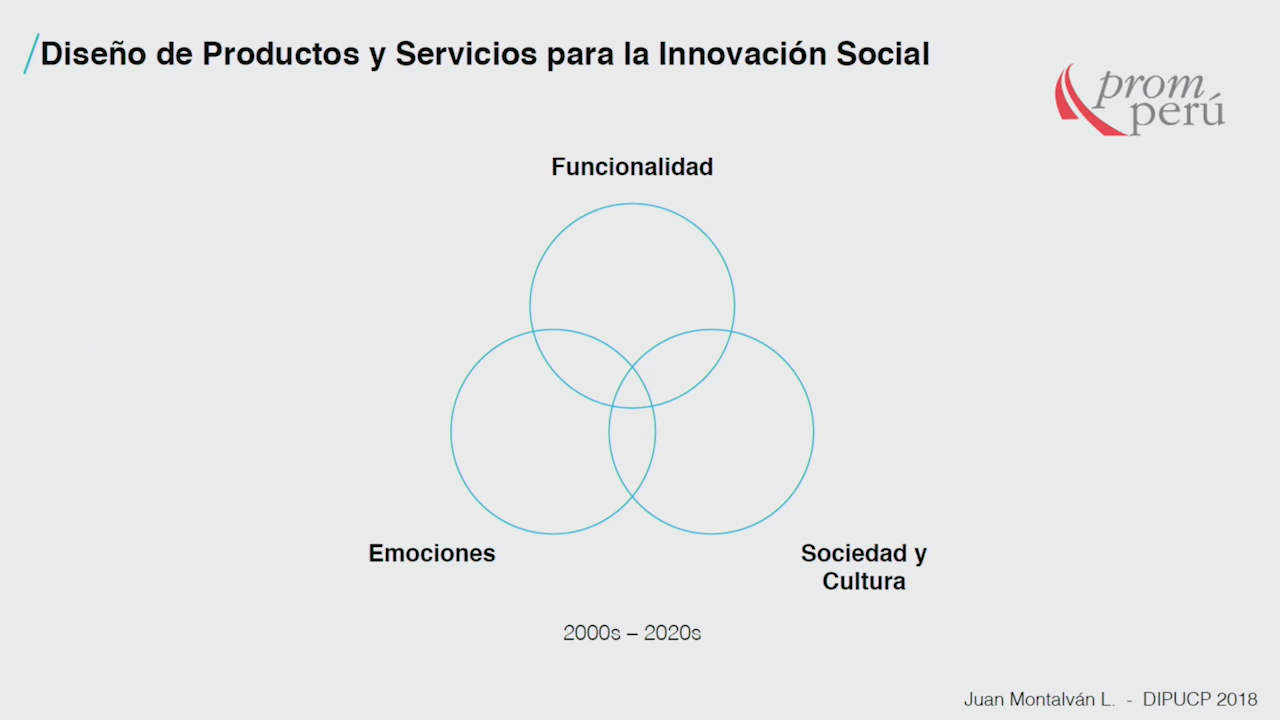 Diseño de Productos y Servicios para la Innovación Social
prom
perú
Funcionalidad
Emociones
Sociedad y
Cultura
2000s – 2020s
Juan Montalván L. - DIPUCP 2018